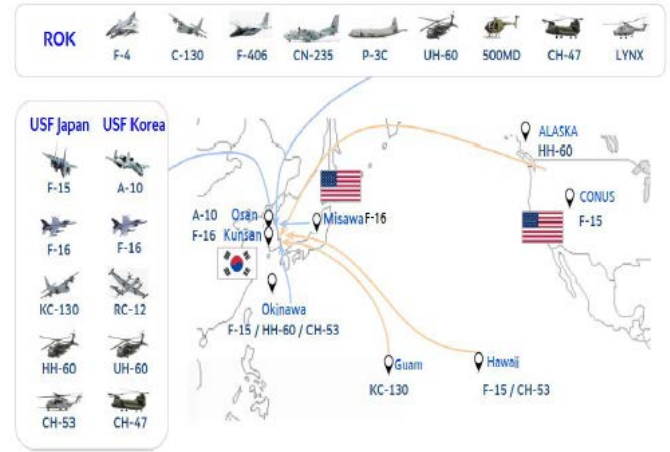 ROK
F-4 C-130 F-406 CN-235 P-3C UH-60 500MD CH-47 LYNX
USF Japan USF Korea
F-15 A-10
F-16 F-16
KC-130 RC-12
HH-60 UH-60
CH-53 CH-47
ALASKA
HH-60
CONUS
F-15
A-10 Osan
F-16 Kunsan
Misawa F-16
Okinawa
F-15 / HH-60 / CH-53
Guam
KC-130
Hawaii
F-15 / CH-53